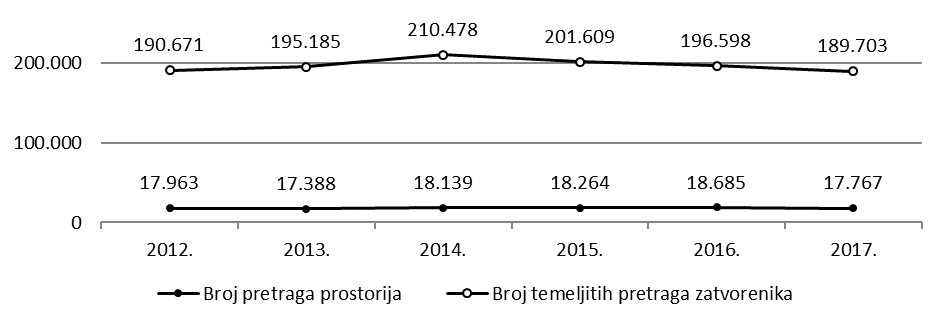 190.671 195.185 210.478 201.609 196.598 189.703
200.000
100.000
17.963 17.388 18.139 18.264 18.685 17.767
0
2012. 2013. 2014. 2015. 2016. 2017.
Broj pretraga prostorija Broj temeljitih pretraga zatvorenika